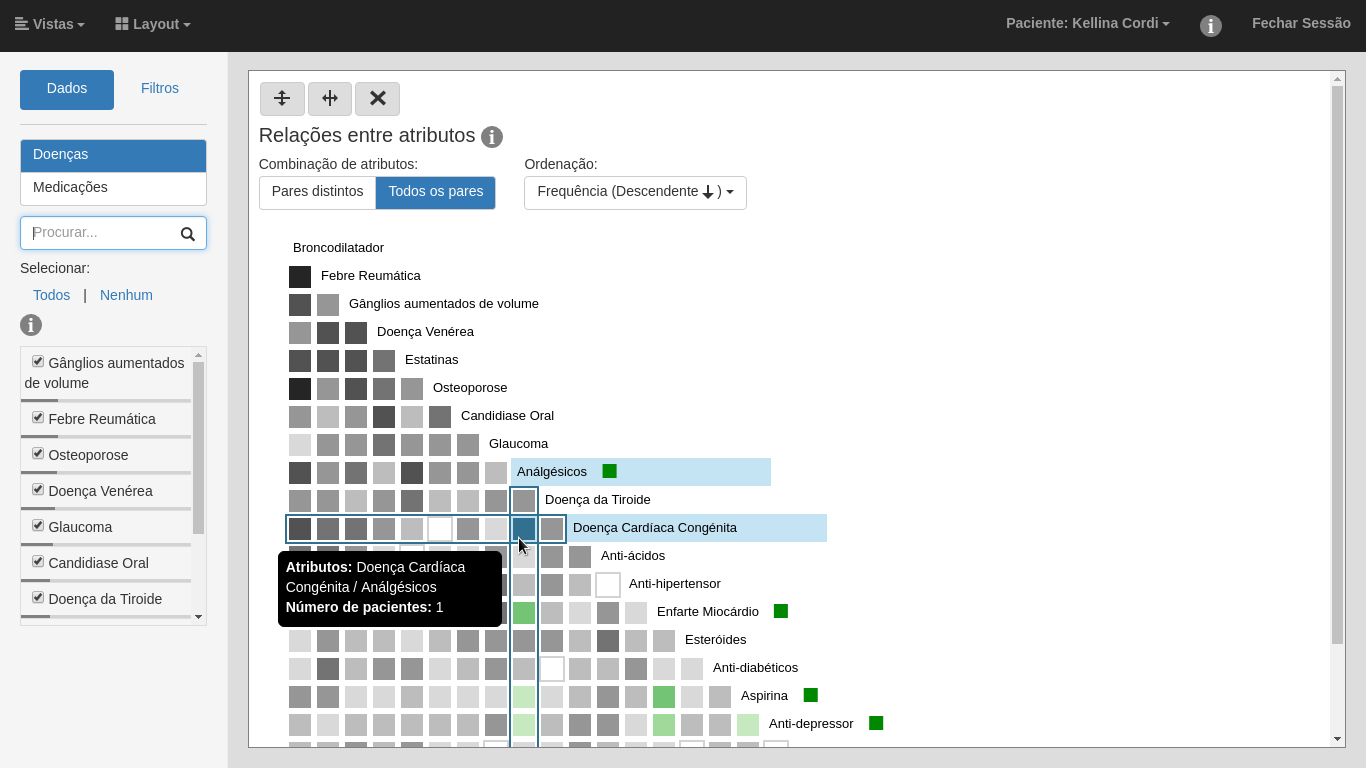 Vistas Layout Paciente: Kellina Cordi Fechar Sessão
Dados Filtros
Doenças
Medicações
Procurar...
Selecionar:
Todos | Nenhum
Gânglios aumentados
de volume
Febre Reumática
Osteoporose
Doença Venérea
Glaucoma
Candidiase Oral
Doença da Tiroide
Relações entre atributos
Combinação de atributos: Ordenação:
Pares distintos Todos os pares Frequência (Descendente )
Broncodilatador
Febre Reumática
Gânglios aumentados de volume
Doença Venérea
Estatinas
Osteoporose
Candidiase Oral
Glaucoma
Análgésicos
Doença da Tiroide
Doença Cardíaca Congénita
Anti-ácidos
Atributos: Doença Cardíaca
Congénita / Análgésicos
Número de pacientes: 1
Anti-hipertensor
Enfarte Miocárdio
Esteróides
Anti-diabéticos
Aspirina
Anti-depressor